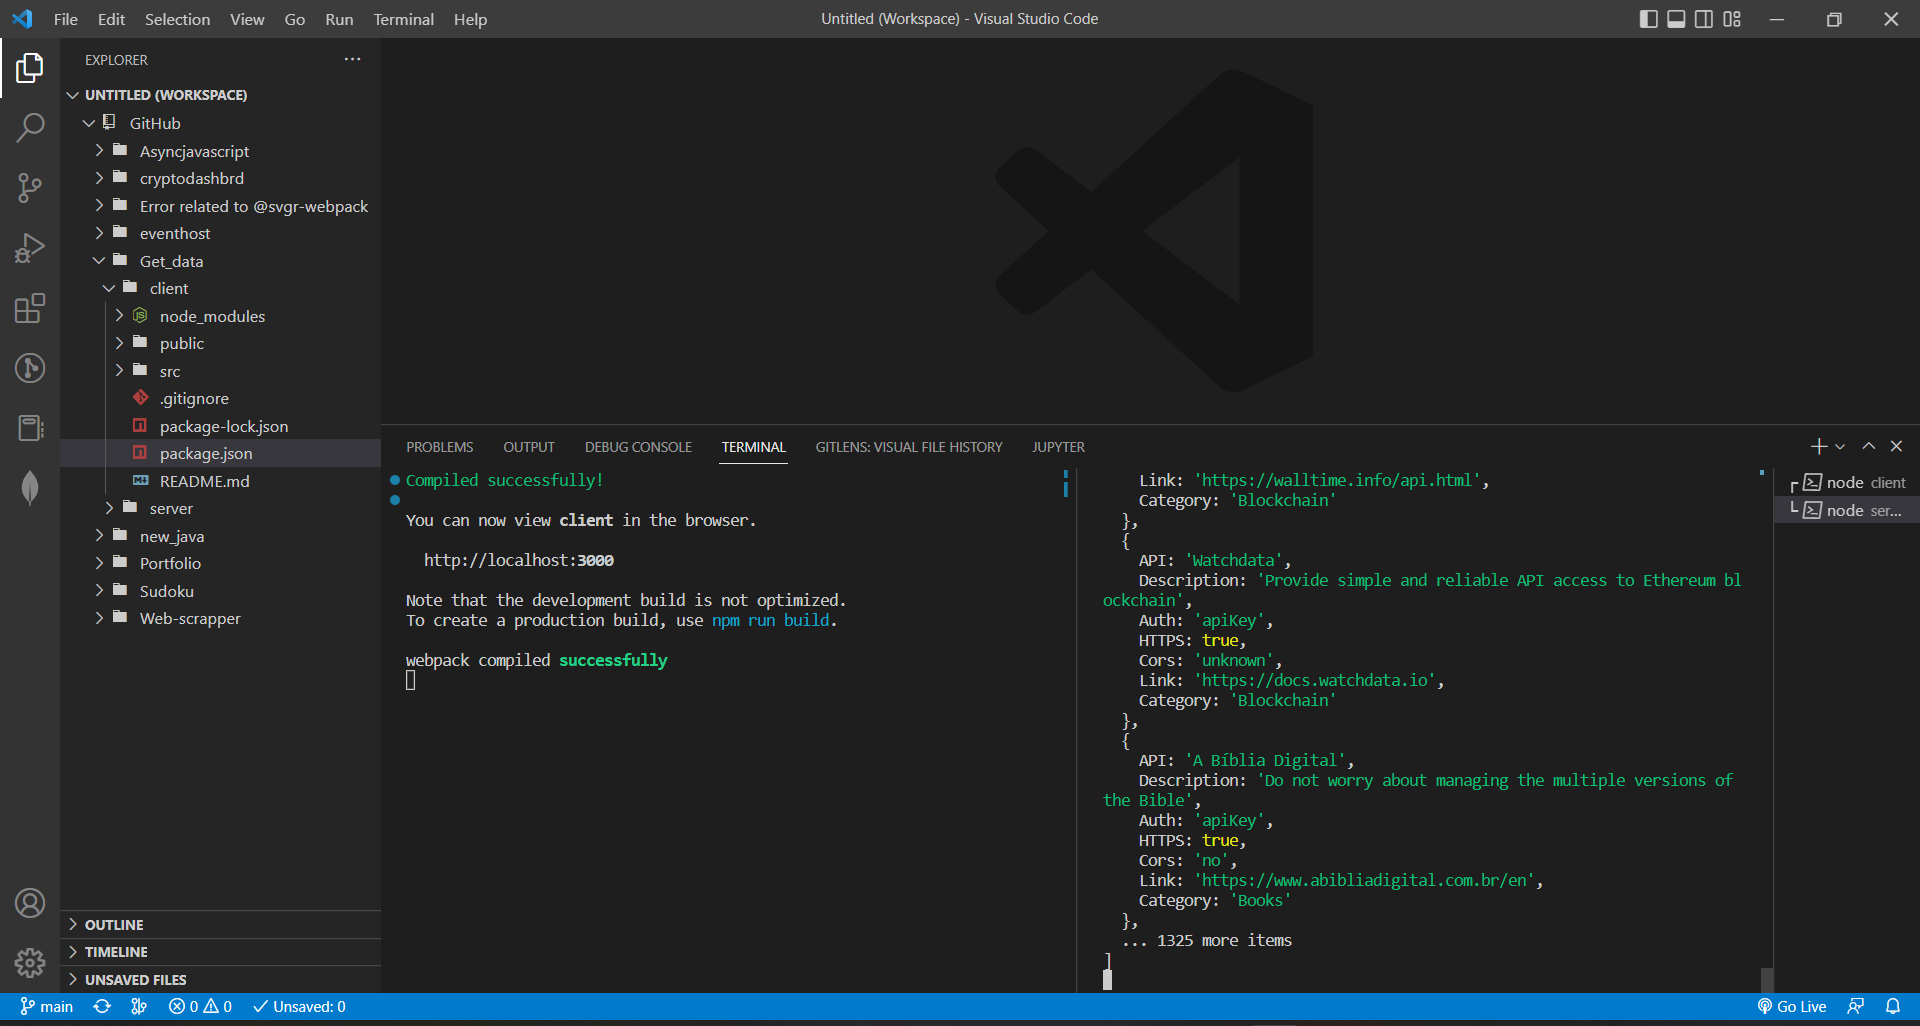 File Edit Selection View Go Run Terminal Help
Untitled (Workspace) - Visual Studio Code
EXPLORER
UNTITLED (WORKSPACE)
GitHub
Asyncjavascript
cryptodashbrd
Error related to @svgr-webpack
eventhost
Get_data
client
node_modules
public
src
.gitignore
package-lock.json
package.json
README.md
server
new_java
Portfolio
Sudoku
Web-scrapper
OUTLINE
TIMELINE
UNSAVED FILES
PROBLEMS OUTPUT DEBUG CONSOLE TERMINAL GITLENS: VISUAL FILE HISTORY JUPYTER
Compiled successfully!
You can now view client in the browser.
http://localhost:3000
Note that the development build is not optimized.
To create a production build, use npm run build.
webpack compiled successfully
Link: 'https://walltime.info/api.html',
Category: 'Blockchain'
},
{
API: 'Watchdata',
Description: 'Provide simple and reliable API access to Ethereum bl
ockchain',
Auth: 'apiKey',
HTTPS: true,
Cors: 'unknown',
Link: 'https://docs.watchdata.io',
Category: 'Blockchain'
},
{
API: 'A Bíblia Digital',
Description: 'Do not worry about managing the multiple versions of
the Bible',
Auth: 'apiKey',
HTTPS: true,
Cors: 'no',
Link: 'https://www.abibliadigital.com.br/en',
Category: 'Books'
},
... 1325 more items
]
node client
node ser...
main 0 0 Unsaved: 0
Go Live